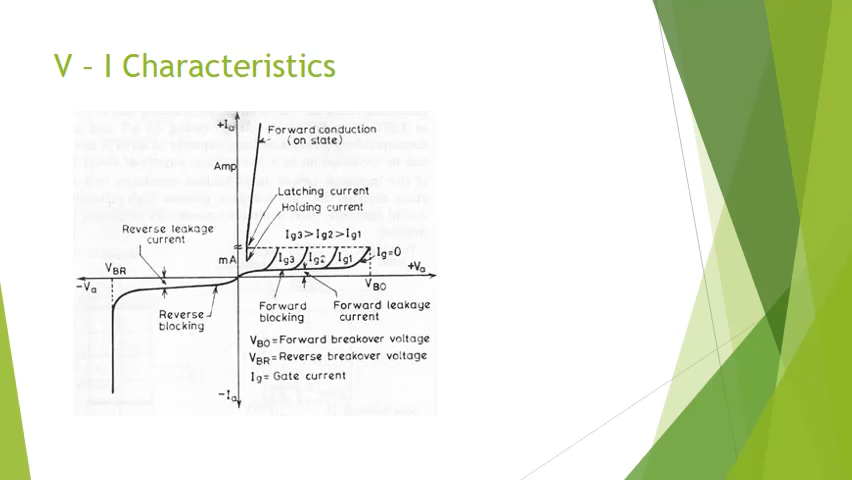 V – I Characteristics
+Ia
Forward conduction
(on state)
Amp
Latching current
Holding current
Reverse leakage
current
Ig3 > Ig2 > Ig1
mA
Ig3
Ig2
Ig1
Ig=0
VBR
+Va
-Va
VBO
Reverse
blocking
Forward
blocking
Forward leakage
current
VBO=Forward breakover voltage
VBR=Reverse breakover voltage
Ig= Gate current
-Ia